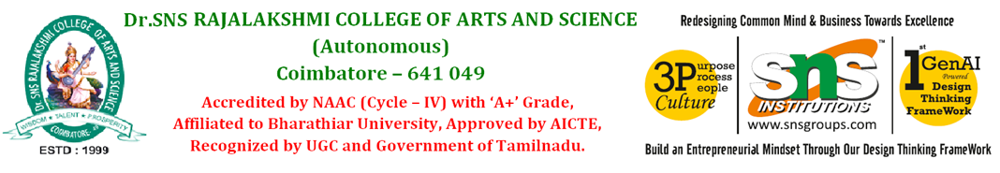 Dr.SNS RAJALAKSHMI COLLEGE OF ARTS AND SCIENCE
WISDOM ★ TALENT ★ PROSPERITY
COIMBATORE-49
ESTD : 1999
Dr.SNS RAJALAKSHMI COLLEGE OF ARTS AND SCIENCE
(Autonomous)
Coimbatore – 641 049
Accredited by NAAC (Cycle – IV) with ‘A+’ Grade,
Affiliated to Bharathiar University, Approved by AICTE,
Recognized by UGC and Government of Tamilnadu.
Redesigning Common Mind & Business Towards Excellence
3P urpose
rocess
eople
Culture
sns™
INSTITUTIONS
www.snsgroups.com
1st GenAI
Powered
Design
Thinking
FrameWork
Build an Entrepreneurial Mindset Through Our Design Thinking FrameWork